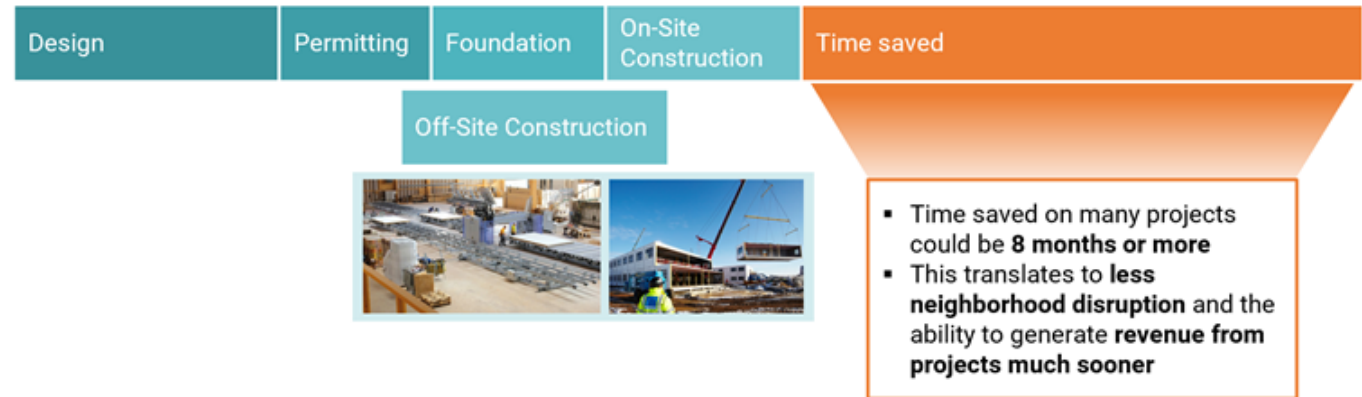 Design
Permitting
Foundation
On-Site
Construction
Time saved
Off-Site Construction
▪ Time saved on many projects
could be 8 months or more
▪ This translates to less
neighborhood disruption and the
ability to generate revenue from
projects much sooner